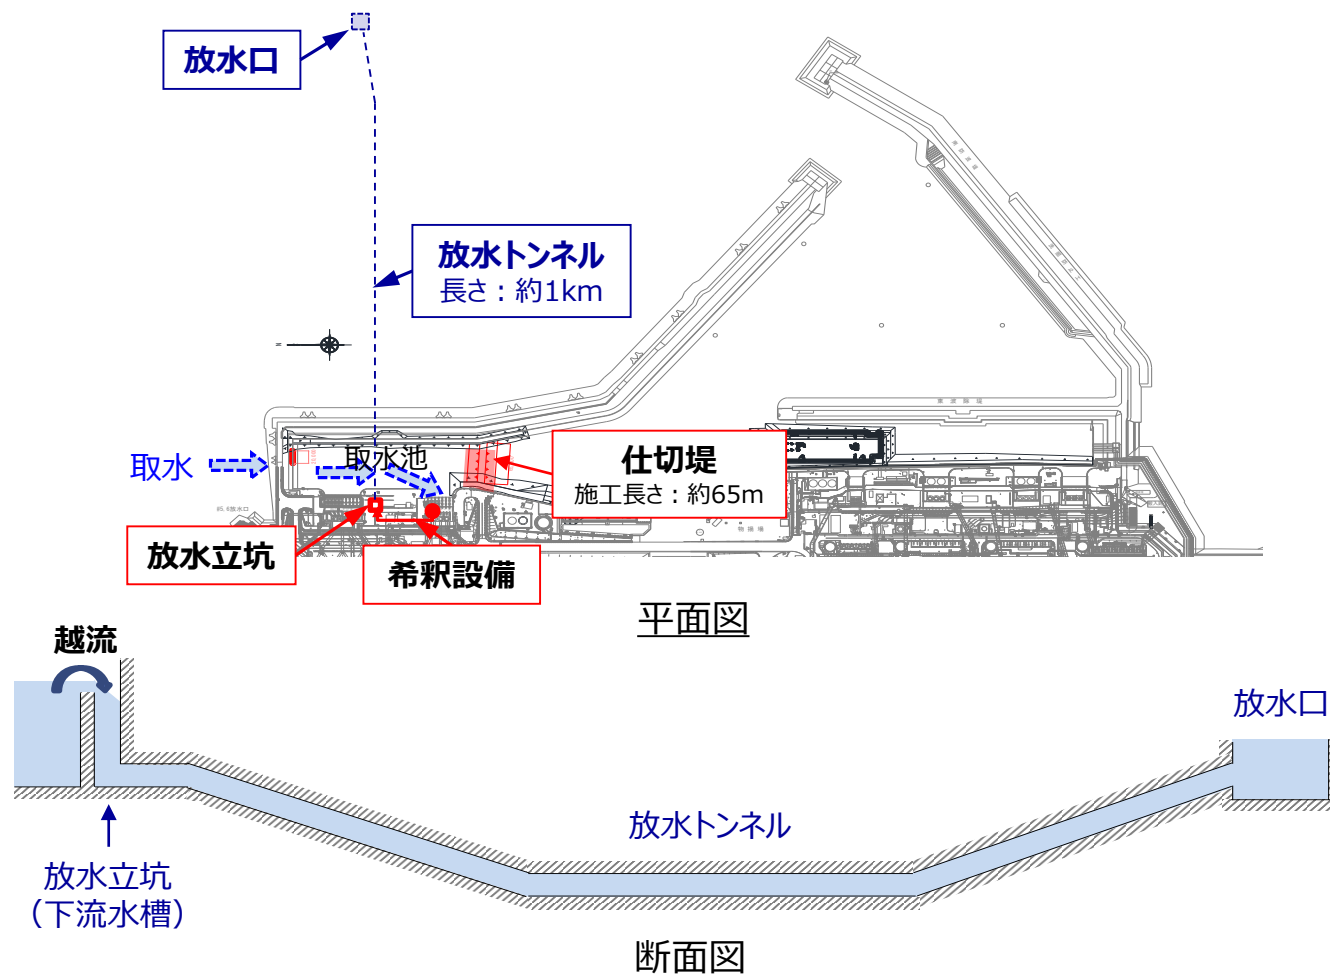 放水口
放水トンネル
長さ：約1km
N
取水
取水池
仕切堤
施工長さ：約65m
放水立坑
希釈設備
物揚場
平面図
越流
放水口
放水トンネル
放水立坑
（下流水槽）
断面図